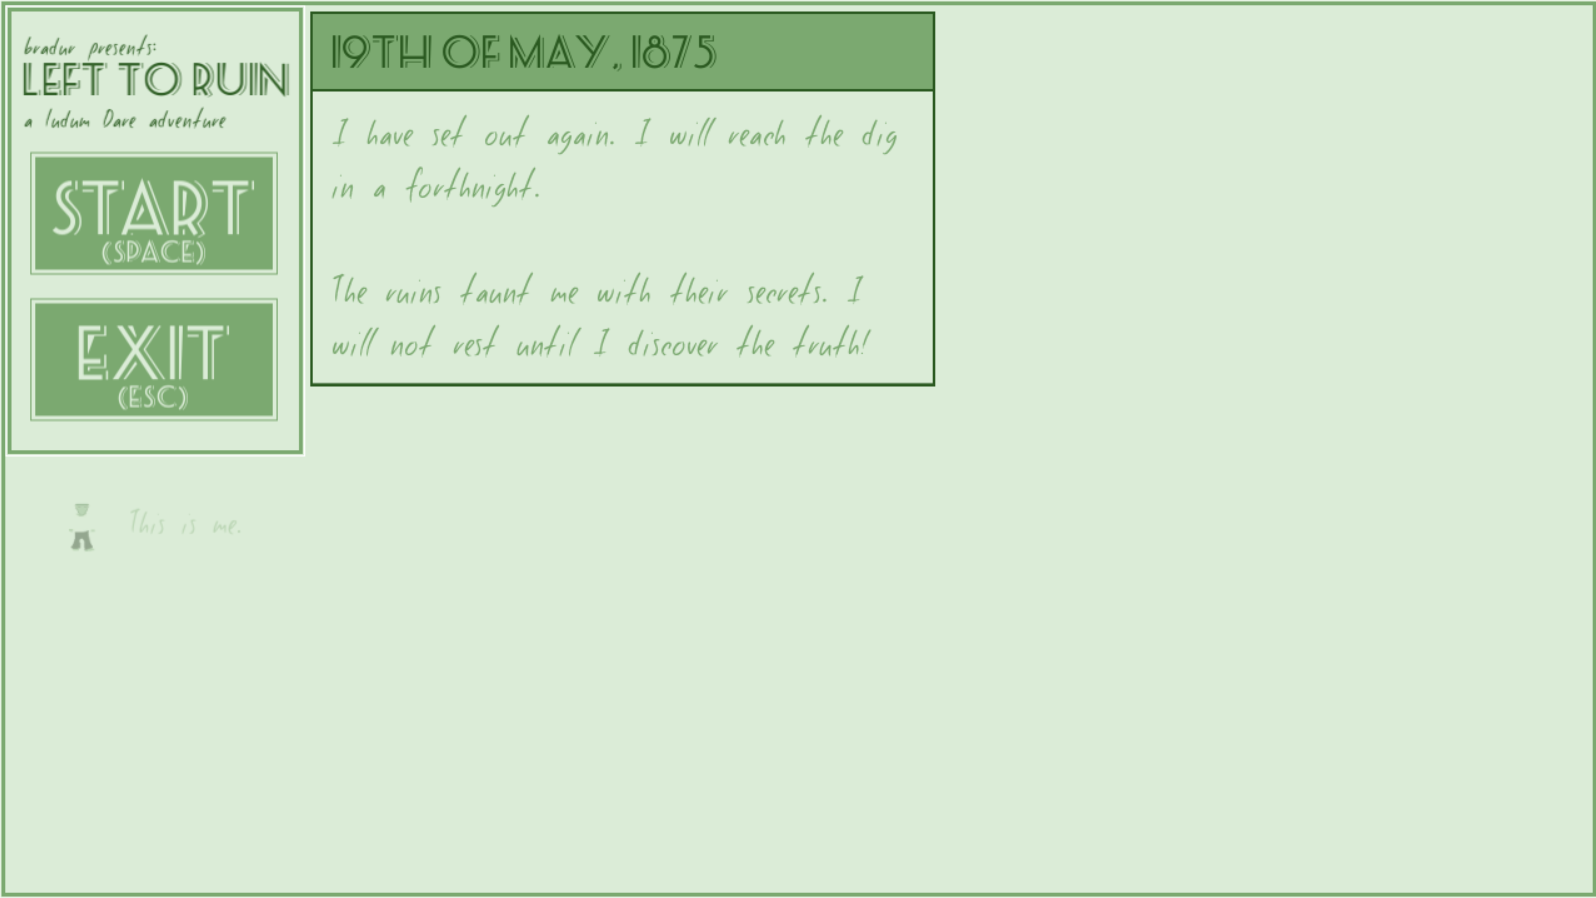 bradur presents:
LEFT TO RUIN
a ludum Dare adventure
START
(SPACE)
EXIT
(ESC)
19TH OF MAY, 1875
I have set out again. I will reach the dig
in a forthnight.
The ruins taunt me with their secrets. I
will not rest until I discover the truth!
This is me.